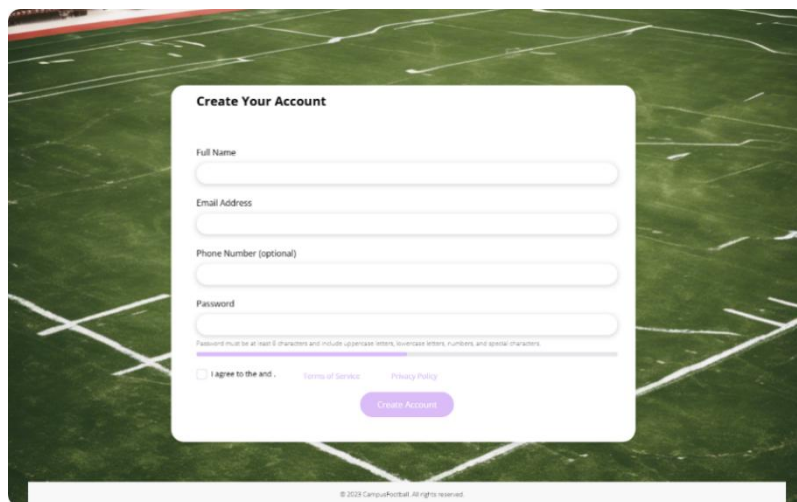 Create Your Account
Full Name
Email Address
Phone Number (optional)
Password
Password must be at least 8 characters and include uppercase letters, lowercase letters, numbers, and special characters.
I agree to the and . Terms of Service Privacy Policy
Create Account
© 2023 CampusFootball. All rights reserved.